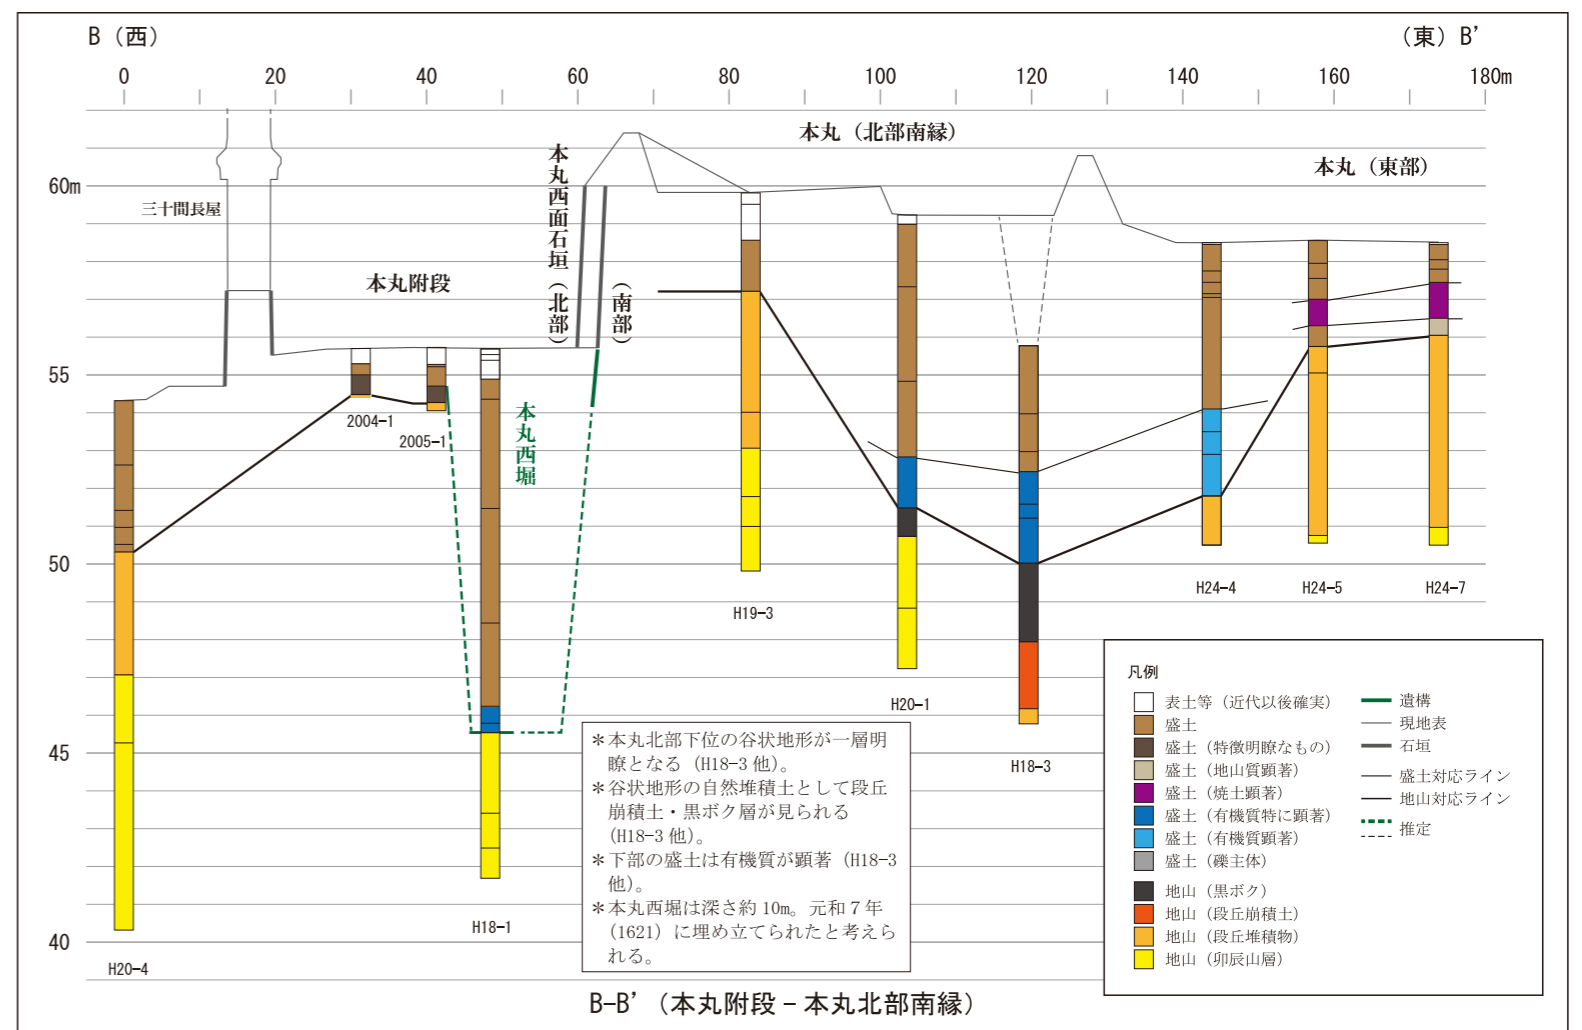 B（西）
（東）B’
0
20
40
60
80
100
120
140
160
180m
本丸（北部南縁）
本丸（東部）
60m
三十間長屋
本丸附段
本丸西面石垣（北部）
（南部）
55
2004-1
2005-1
本丸西堀
50
H19-3
H24-4
H24-5
H24-7
H20-1
H18-3
45
H18-1
40
H20-4
＊本丸北部下位の谷状地形が一層明
瞭となる（H18-3 他）。
＊谷状地形の自然堆積土として段丘
崩積土・黒ボク層が見られる
（H18-3 他）。
＊下部の盛土は有機質が顕著（H18-3
他）。
＊本丸西堀は深さ約 10m。元和７年
（1621）に埋め立てられたと考えら
れる。
凡例
表土等（近代以後確実）
盛土
盛土（特徴明瞭なもの）
盛土（地山質顕著）
盛土（焼土顕著）
盛土（有機質特に顕著）
盛土（有機質顕著）
盛土（礫主体）
地山（黒ボク）
地山（段丘崩積土）
地山（段丘堆積物）
地山（卯辰山層）
遺構
現地表
石垣
盛土対応ライン
地山対応ライン
推定
B-B’（本丸附段 − 本丸北部南縁）